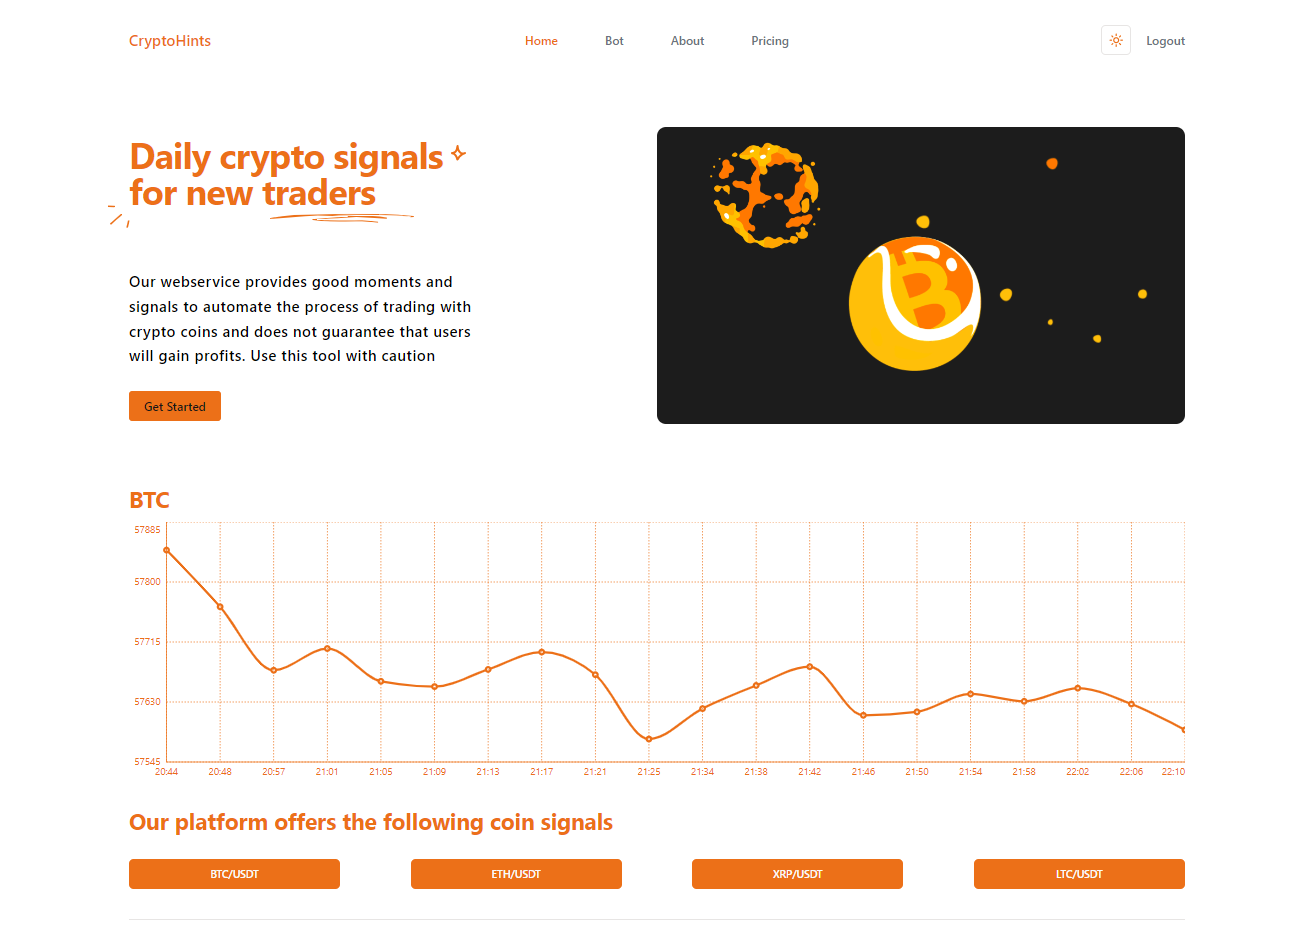 CryptoHints
Home Bot About Pricing
Logout
Daily crypto signals
for new traders
Our webservice provides good moments and
signals to automate the process of trading with
crypto coins and does not guarantee that users
will gain profits. Use this tool with caution
Get Started
BTC
57885
57800
57715
57630
57545
20:44 20:48 20:57 21:01 21:05 21:09 21:13 21:17 21:21 21:25 21:34 21:38 21:42 21:46 21:50 21:54 21:58 22:02 22:06 22:10
Our platform offers the following coin signals
BTC/USDT ETH/USDT XRP/USDT LTC/USDT